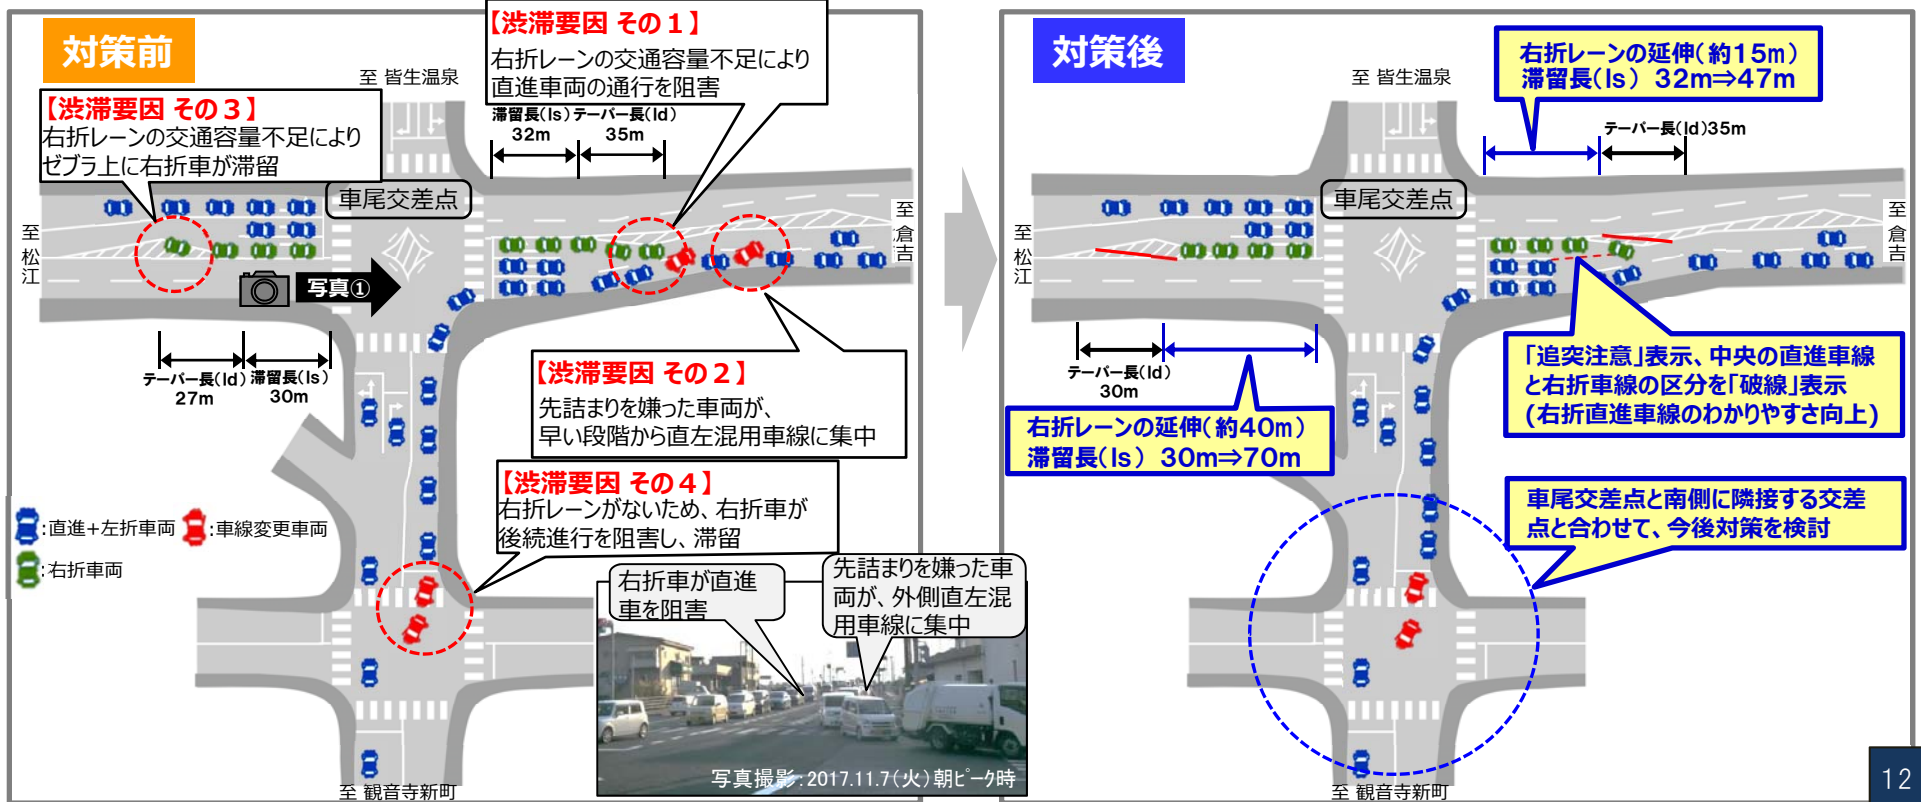 対策前
【渋滞要因 その１】
右折レーンの交通容量不足により
直進車両の通行を阻害
至 皆生温泉
【渋滞要因 その３】
右折レーンの交通容量不足により
ゼブラ上に右折車が滞留
滞留長(ls)
32m
テーパー長(ld)
35m
車尾交差点
至 松江
至 倉吉
写真①
テーパー長(ld)
27m
滞留長(ls)
30m
【渋滞要因 その２】
先詰まりを嫌った車両が、
早い段階から直左混用車線に集中
【渋滞要因 その４】
右折レーンがないため、右折車が
後続進行を阻害し、滞留
:直進+左折車両
:車線変更車両
:右折車両
右折車が直進
車を阻害
先詰まりを嫌った車
両が、外側直左混
用車線に集中
写真撮影:2017.11.7(火)朝ピーク時
至 観音寺新町
対策後
至 皆生温泉
右折レーンの延伸(約15m)
滞留長(ls) 32m⇒47m
テーパー長(ld)35m
車尾交差点
至 松江
至 倉吉
テーパー長(ld)
30m
右折レーンの延伸(約40m)
滞留長(ls) 30m⇒70m
「追突注意」表示、中央の直進車線
と右折車線の区分を「破線」表示
(右折直進車線のわかりやすさ向上)
車尾交差点と南側に隣接する交差
点と合わせて、今後対策を検討
至 観音寺新町
12